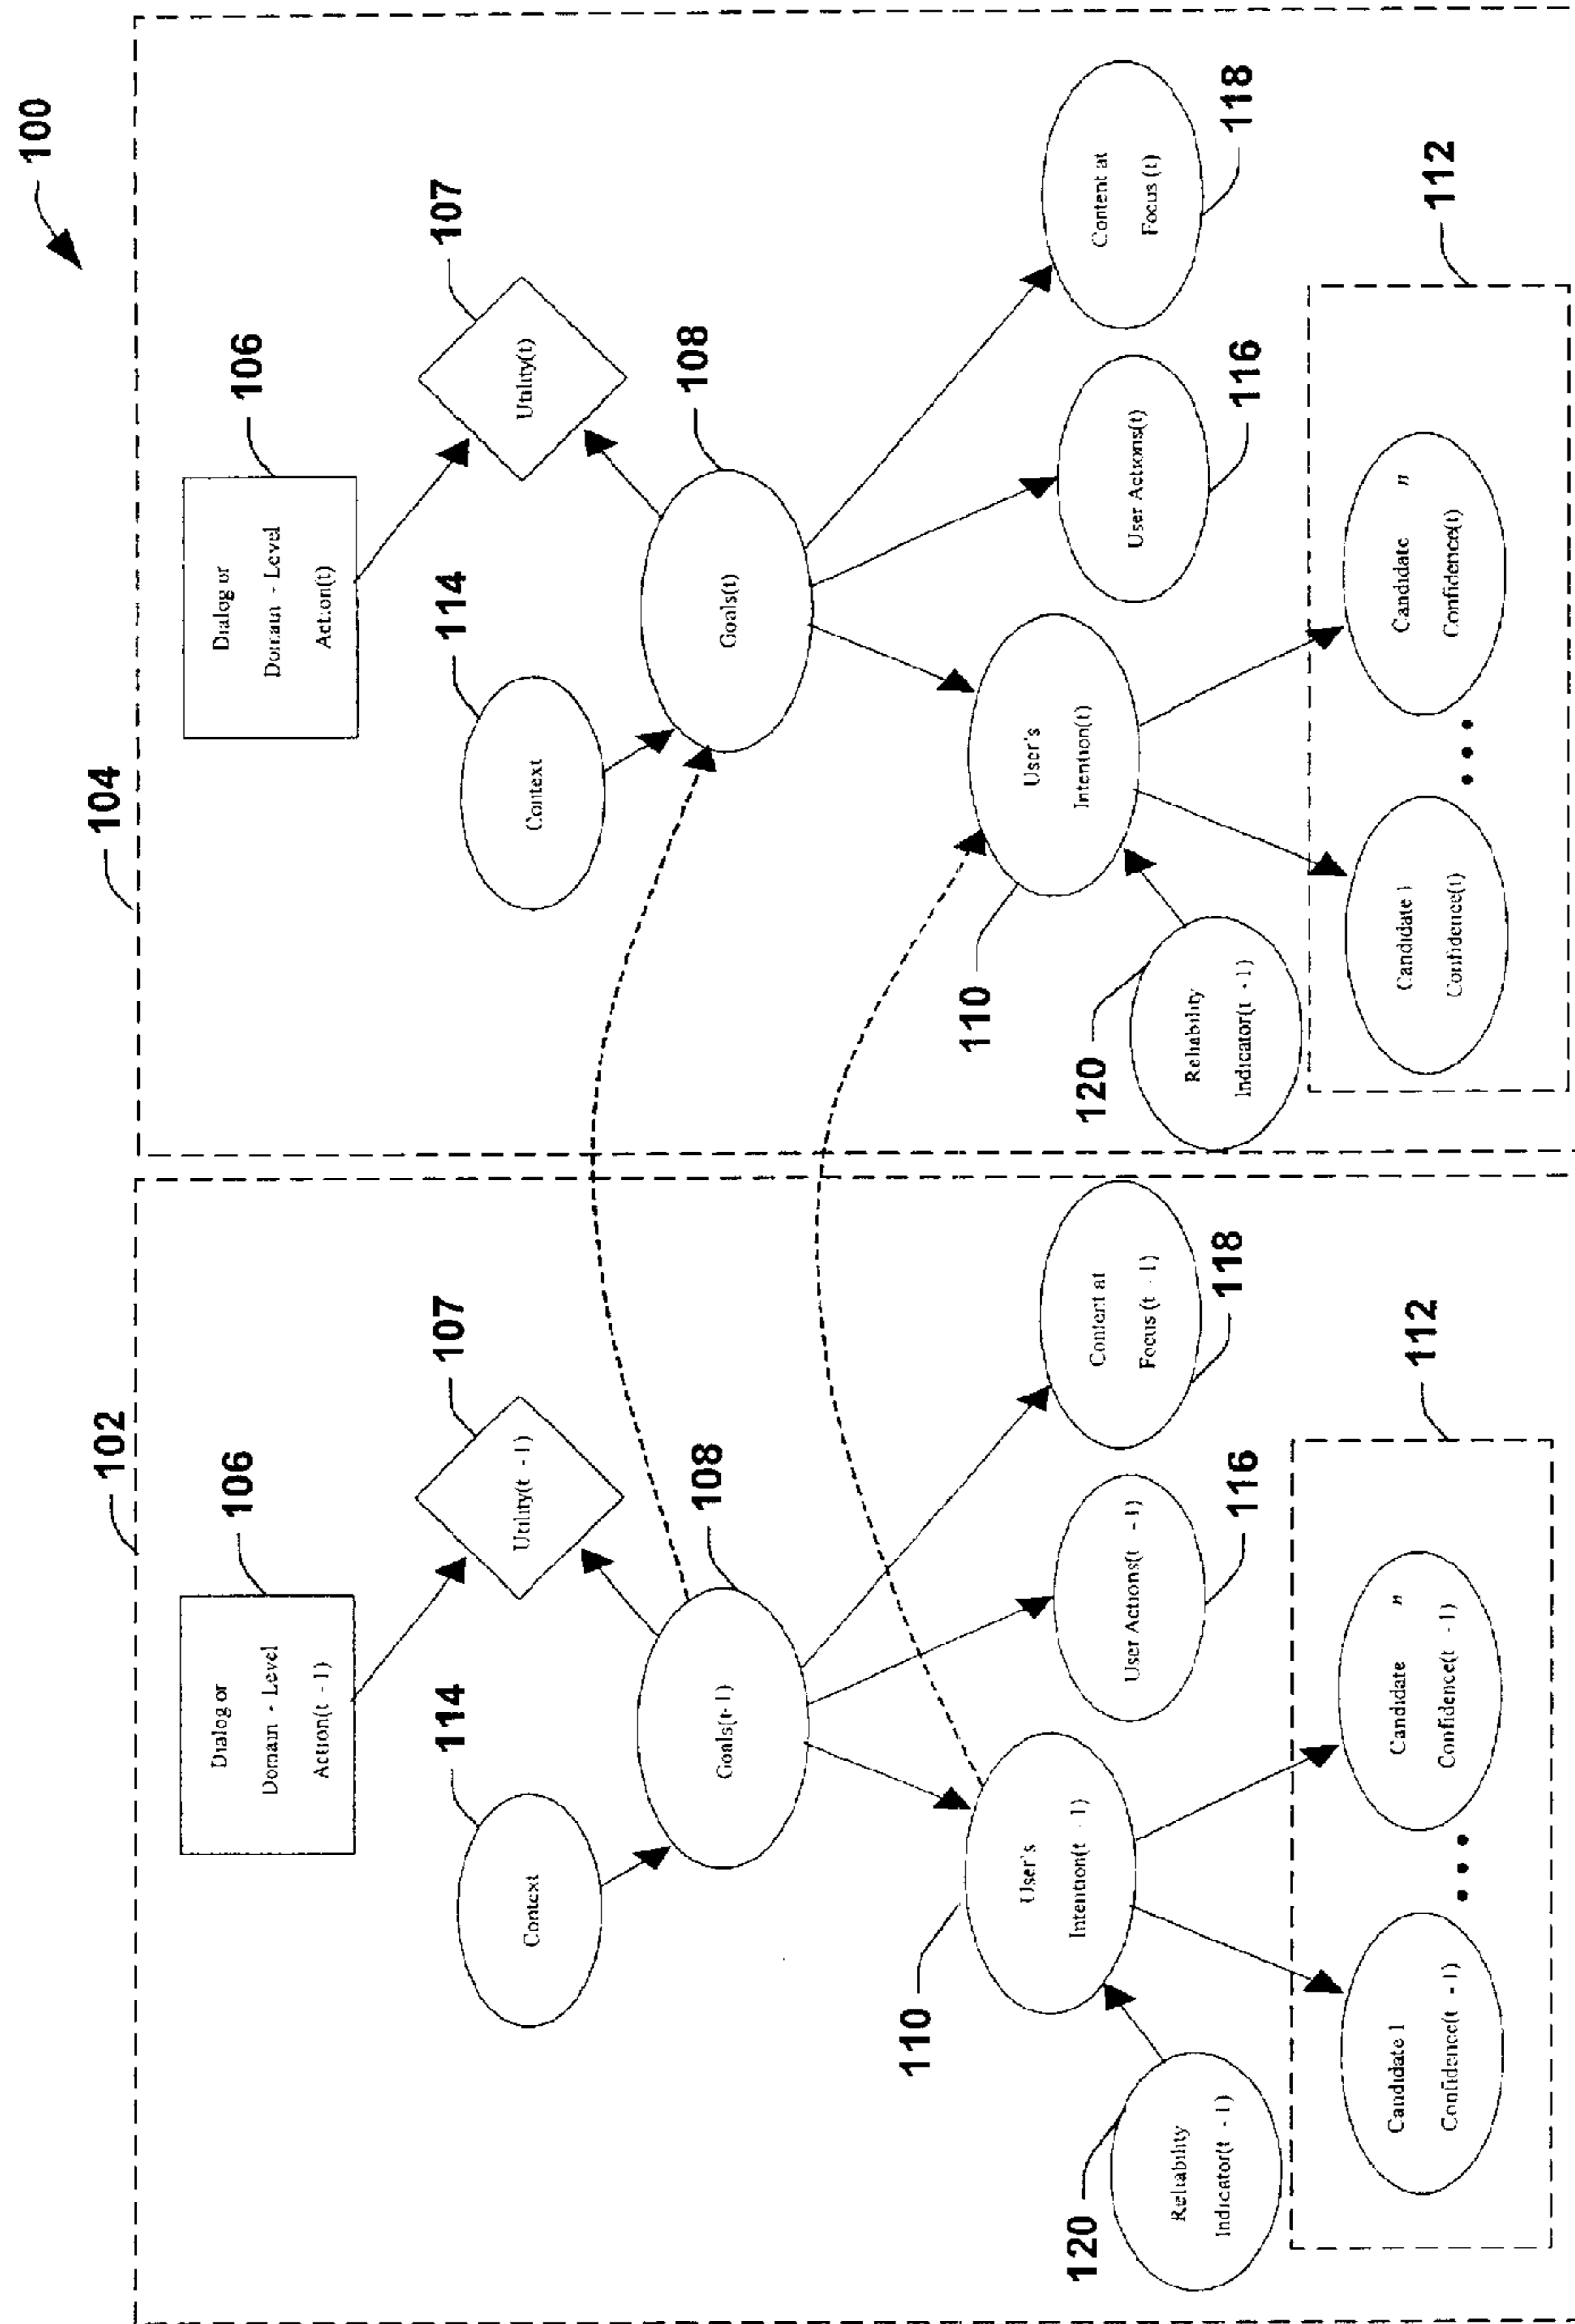 100
102
106
Dialog or
Domain - Level
Action(t - 1)
107
Utility(t - 1)
114
Context
108
Goals(t-1)
110
User's
Intention(t - 1)
116
User Actions(t - 1)
118
Content at
Focus (t - 1)
120
Reliability
Indicator(t - 1)
112
Candidate 1
Confidence(t - 1)
• • •
Candidate n
Confidence(t - 1)
104
106
Dialog or
Domain - Level
Action(t)
107
Utility(t)
114
Context
108
Goals(t)
110
User's
Intention(t)
116
User Actions(t)
118
Content at
Focus (t)
120
Reliability
Indicator(t - 1)
112
Candidate 1
Confidence(t)
• • •
Candidate n
Confidence(t)